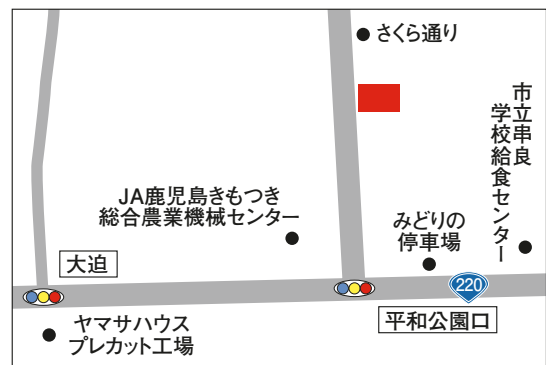 さくら通り
市立串良
学校給食センター
JA鹿児島きもつき
総合農業機械センター
みどりの
停車場
大迫
220
平和公園口
ヤマサハウス
プレカット工場